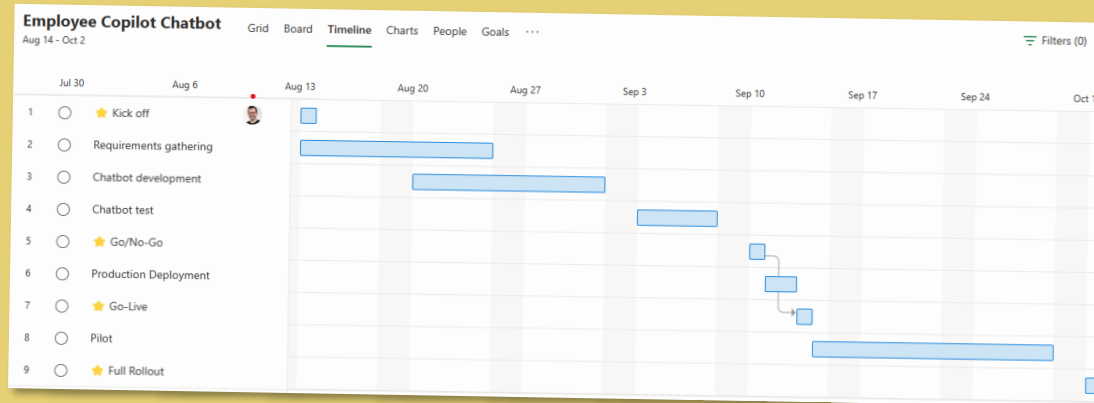 Employee Copilot Chatbot
Aug 14 - Oct 2
Grid Board Timeline Charts People Goals ...
Filters (0)
Jul 30 Aug 6 Aug 13 Aug 20 Aug 27 Sep 3 Sep 10 Sep 17 Sep 24 Oct 1
1 Kick off
2 Requirements gathering
3 Chatbot development
4 Chatbot test
5 Go/No-Go
6 Production Deployment
7 Go-Live
8 Pilot
9 Full Rollout